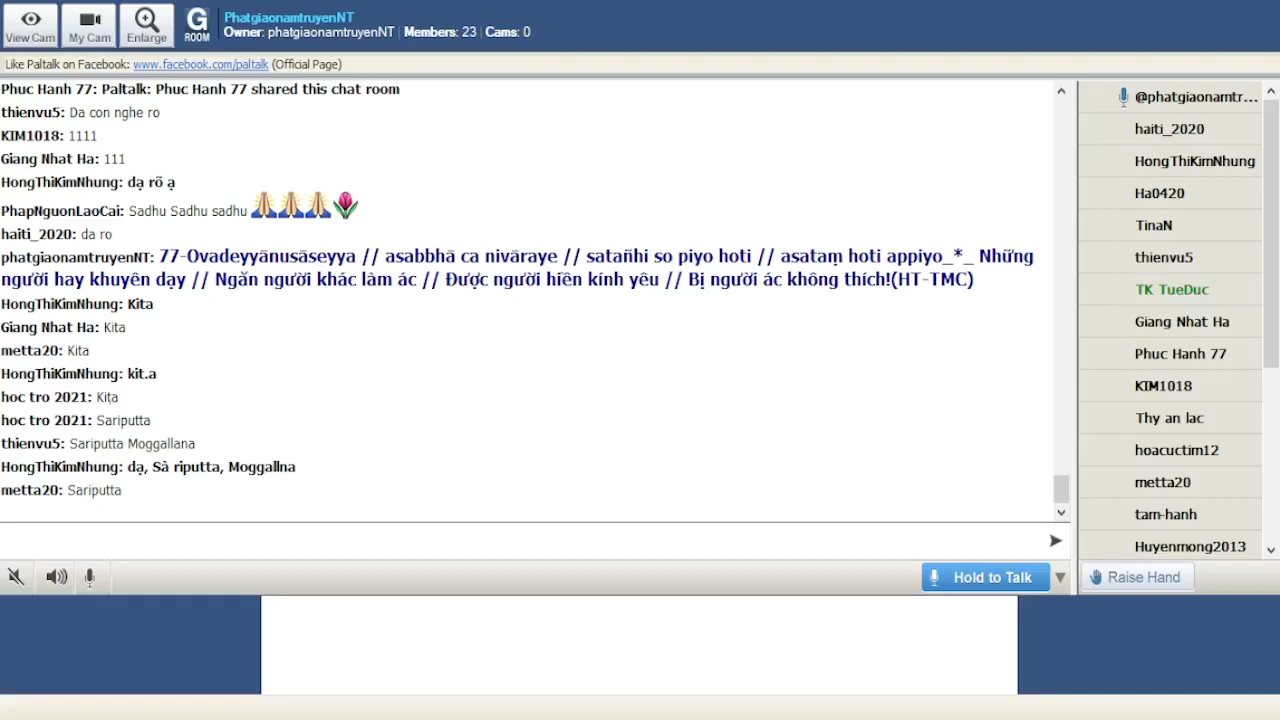 View Cam
My Cam
Enlarge
G
ROOM
PhatgiaonamtruyenNT
Owner: phatgiaonamtruyenNT | Members: 23 | Cams: 0
Like Paltalk on Facebook: www.facebook.com/paltalk (Official Page)
Phuc Hanh 77: Paltalk: Phuc Hanh 77 shared this chat room
thienvu5: Da con nghe ro
KIM1018: 1111
Giang Nhat Ha: 111
HongThiKimNhung: dạ rõ ạ
PhapNguonLaoCai: Sadhu Sadhu sadhu
haiti_2020: da ro
phatgiaonamtruyenNT: 77-Ovadeyyānusāseyya // asabbhā ca nivāraye // satañhi so piyo hoti // asataṃ hoti appiyo_*_ Những
người hay khuyên dạy // Ngăn người khác làm ác // Được người hiền kính yêu // Bị người ác không thích!(HT-TMC)
HongThiKimNhung: Kita
Giang Nhat Ha: Kita
metta20: Kita
HongThiKimNhung: kit.a
hoc tro 2021: Kiṭa
hoc tro 2021: Sariputta
thienvu5: Sariputta Moggallana
HongThiKimNhung: dạ, Sà riputta, Moggallna
metta20: Sariputta
Hold to Talk
@phatgiaonamtr...
haiti_2020
HongThiKimNhung
Ha0420
TinaN
thienvu5
TK TueDuc
Giang Nhat Ha
Phuc Hanh 77
KIM1018
Thy an lac
hoacuctim12
metta20
tam-hanh
Huyenmong2013
Raise Hand